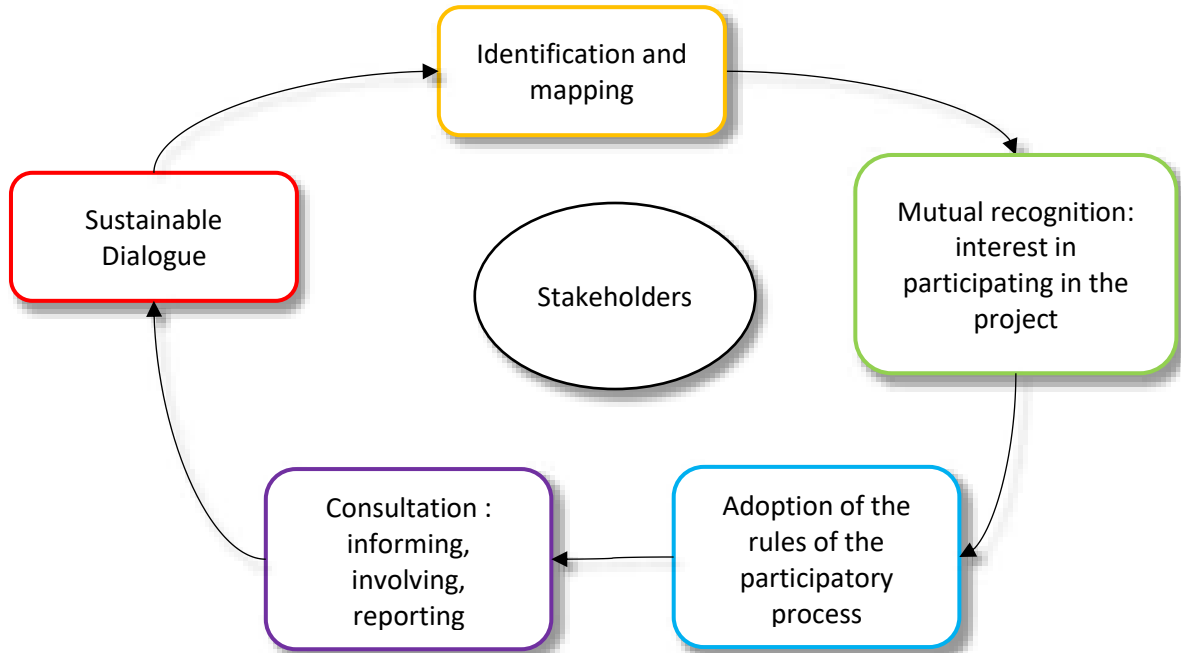 Identification and
mapping
Mutual recognition:
interest in
participating in the
project
Sustainable
Dialogue
Stakeholders
Adoption of the
rules of the
participatory
process
Consultation :
informing,
involving,
reporting